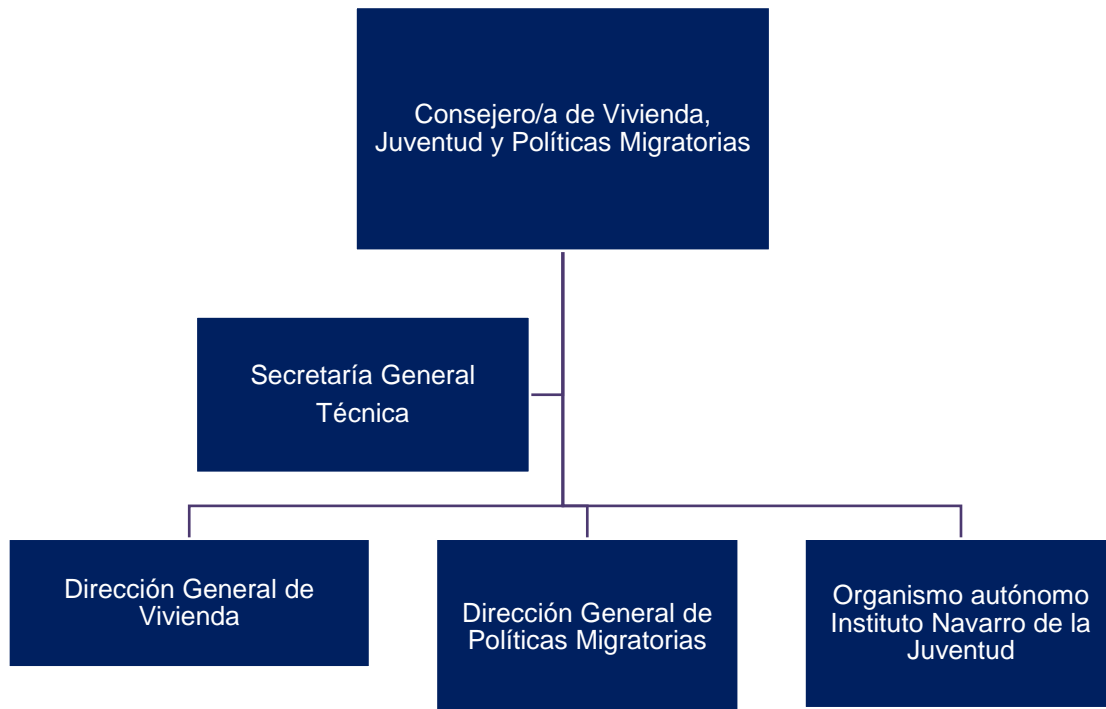 Consejero/a de Vivienda,
Juventud y Políticas Migratorias
Secretaría General
Técnica
Dirección General de
Vivienda
Dirección General de
Políticas Migratorias
Organismo autónomo
Instituto Navarro de la
Juventud